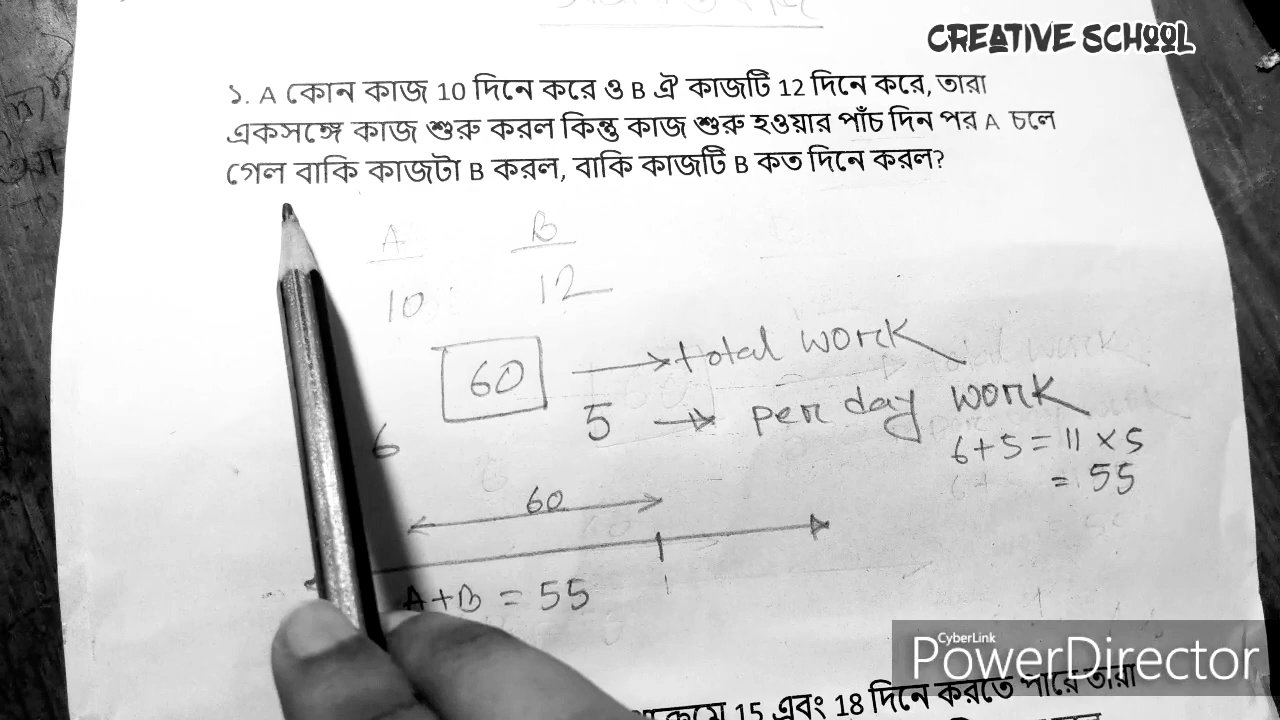 CREATIVE SCHOOL
১. A কোন কাজ 10 দিনে করে ও B ঐ কাজটি 12 দিনে করে, তারা
একসঙ্গে কাজ শুরু করল কিন্তু কাজ শুরু হওয়ার পাঁচ দিন পর A চলে
গেল বাকি কাজটা B করল, বাকি কাজটি B কত দিনে করল?
A B
10 12
60 total work
6 5 per day work
6+5 = 11 × 5
= 55
60
A+B = 55
CyberLink
PowerDirector
15 এবং 18 দিনে করতে পারে তারা